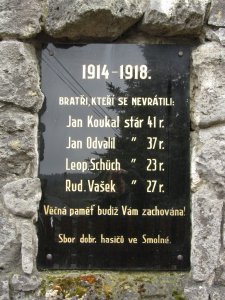 1914-1918.
BRATŘI, KTEŘÍ SE NEVRÁTILI:
Jan Koukal stár 41 r.
Jan Odvalil " 37 r.
Leop. Schüch " 23 r.
Rud. Vašek " 27 r.
Věčná paměť budiž Vám zachována!
Sbor dobr. hasičů ve Smolné.